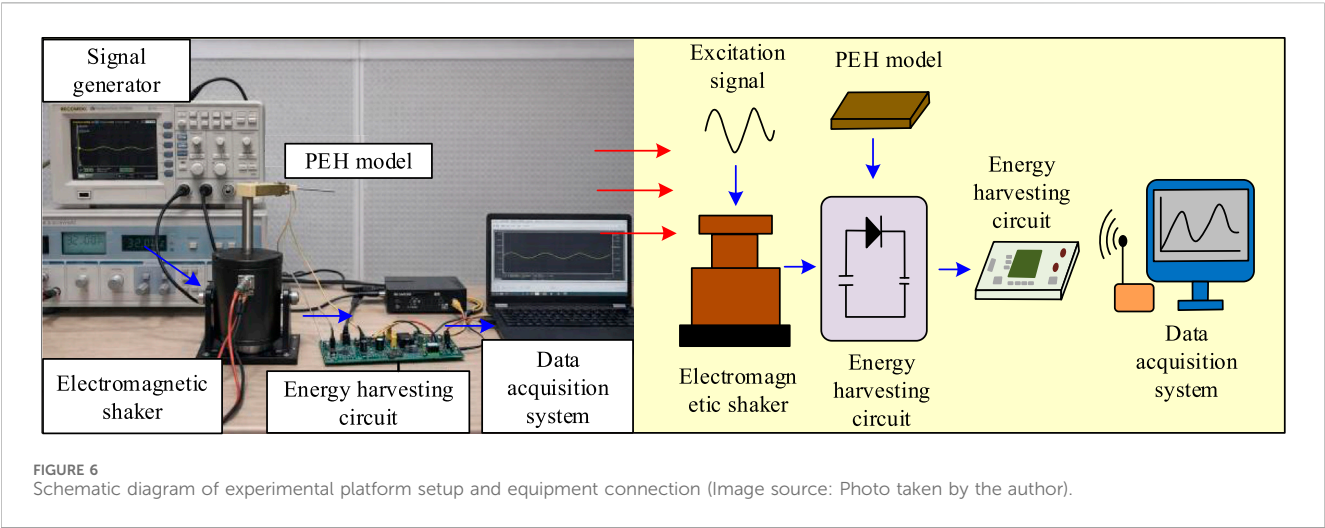 Signal
generator
PEH model
Electromagnetic
shaker
Energy harvesting
circuit
Data
acquisition
system
Excitation
signal
PEH model
Electromagn
etic shaker
Energy
harvesting
circuit
Energy
harvesting
circuit
Data
acquisition
system
FIGURE 6
Schematic diagram of experimental platform setup and equipment connection (Image source: Photo taken by the author).